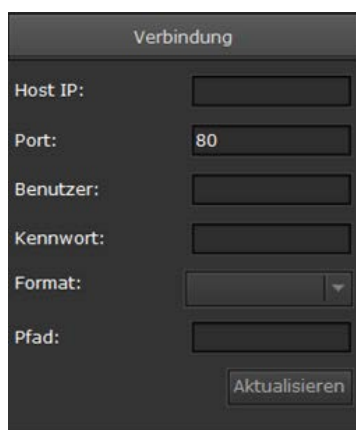 Verbindung
Host IP:
Port: 80
Benutzer:
Kennwort:
Format:
Pfad:
Aktualisieren